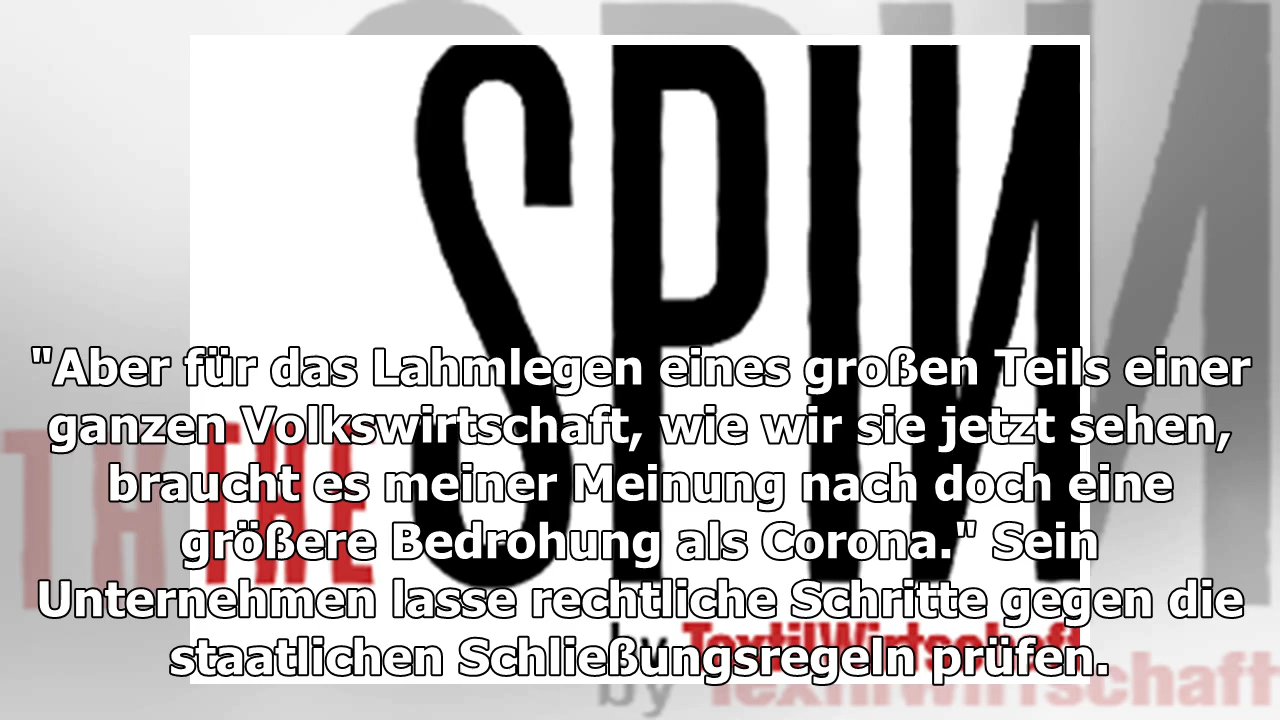 THE SPIN
by TextilWirtschaft
"Aber für das Lahmlegen eines großen Teils einer
ganzen Volkswirtschaft, wie wir sie jetzt sehen,
braucht es meiner Meinung nach doch eine
größere Bedrohung als Corona." Sein
Unternehmen lasse rechtliche Schritte gegen die
staatlichen Schließungsregeln prüfen.